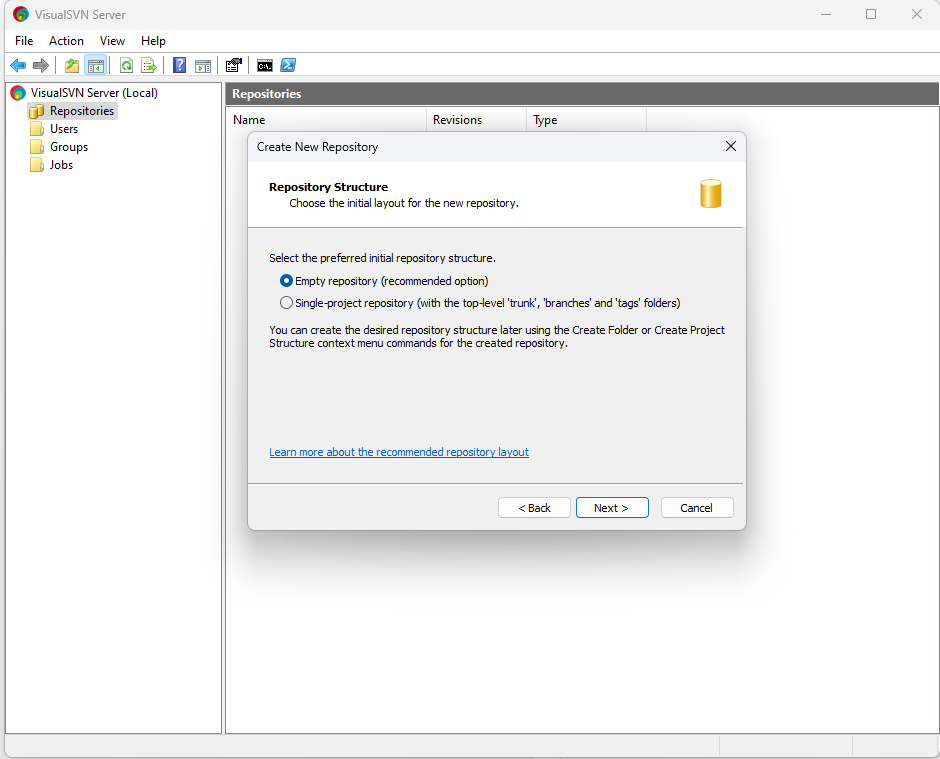 VisualSVN Server
File Action View Help
C:\.
VisualSVN Server (Local)
Repositories
Users
Groups
Jobs
Repositories
Name Revisions Type
Create New Repository
Repository Structure
Choose the initial layout for the new repository.
Select the preferred initial repository structure.
Empty repository (recommended option)
Single-project repository (with the top-level 'trunk', 'branches' and 'tags' folders)
You can create the desired repository structure later using the Create Folder or Create Project
Structure context menu commands for the created repository.
Learn more about the recommended repository layout
< Back Next > Cancel